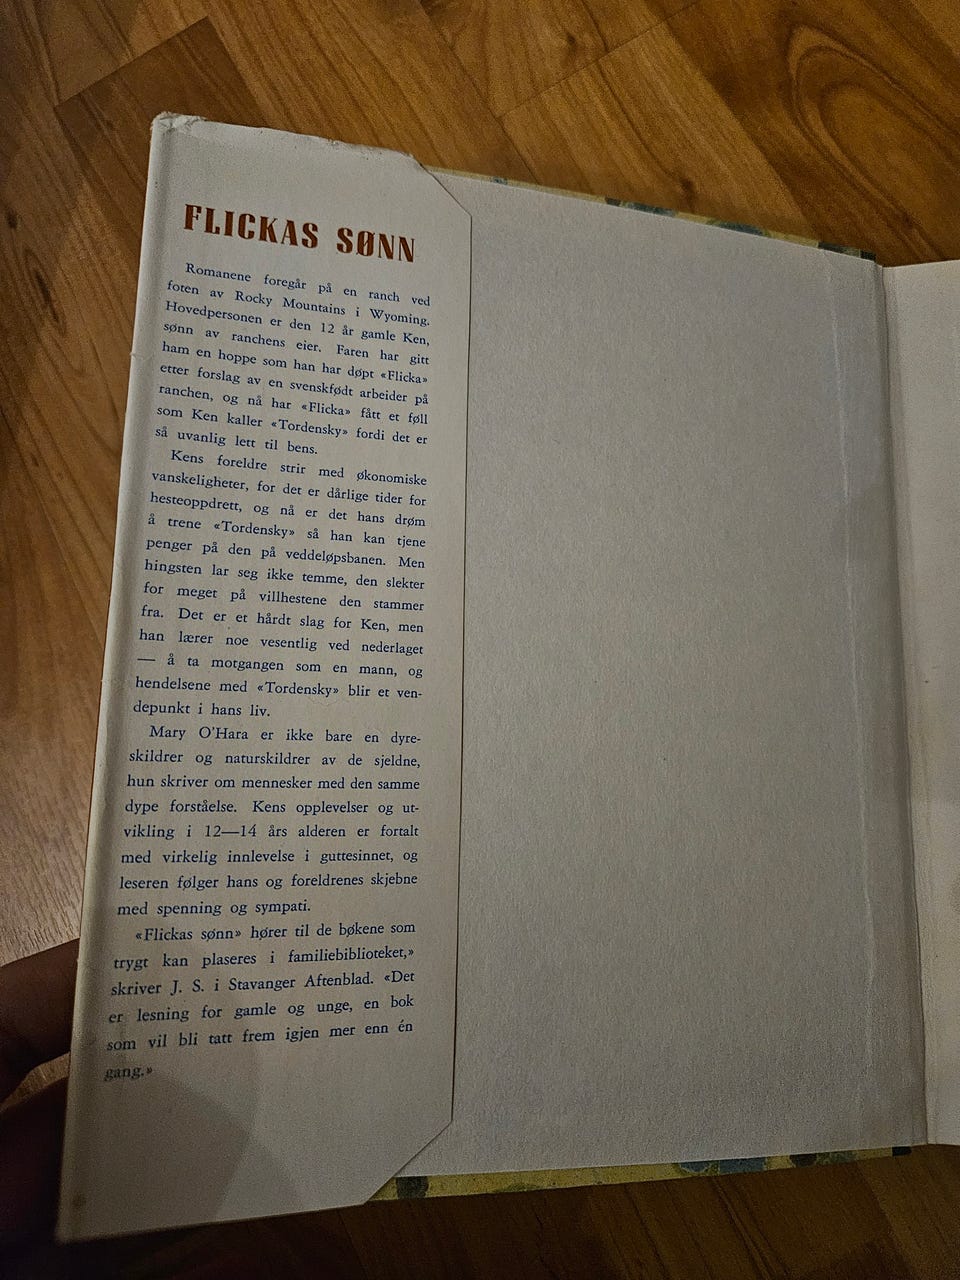 FLICKAS SØNN
Romanene foregår på en ranch ved
foten av Rocky Mountains i Wyoming.
Hovedpersonen er den 12 år gamle Ken,
sønn av ranchens eier. Faren har gitt
ham en hoppe som han har døpt «Flicka»
etter forslag av en svenskfødt arbeider på
ranchen, og nå har «Flicka» fått et føll
som Ken kaller «Tordensky» fordi det er
så uvanlig lett til bens.
Kens foreldre strir med økonomiske
vanskeligheter, for det er dårlige tider for
hesteoppdrett, og nå er det hans drøm
å trene «Tordensky» så han kan tjene
penger på den på veddeløpsbanen. Men
hingsten lar seg ikke temme, den slekter
for meget på villhestene den stammer
fra. Det er et hårdt slag for Ken, men
han lærer noe vesentlig ved nederlaget
— å ta motgangen som en mann, og
hendelsene med «Tordensky» blir et ven-
depunkt i hans liv.
Mary O'Hara er ikke bare en dyre-
skildrer og naturskildrer av de sjeldne,
hun skriver om mennesker med den samme
dype forståelse. Kens opplevelser og ut-
vikling i 12—14 års alderen er fortalt
med virkelig innlevelse i guttesinnet, og
leseren følger hans og foreldrenes skjebne
med spenning og sympati.
«Flickas sønn» hører til de bøkene som
trygt kan plaseres i familiebiblioteket,»
skriver J. S. i Stavanger Aftenblad. «Det
er lesning for gamle og unge, en bok
som vil bli tatt frem igjen mer enn én
gang.»